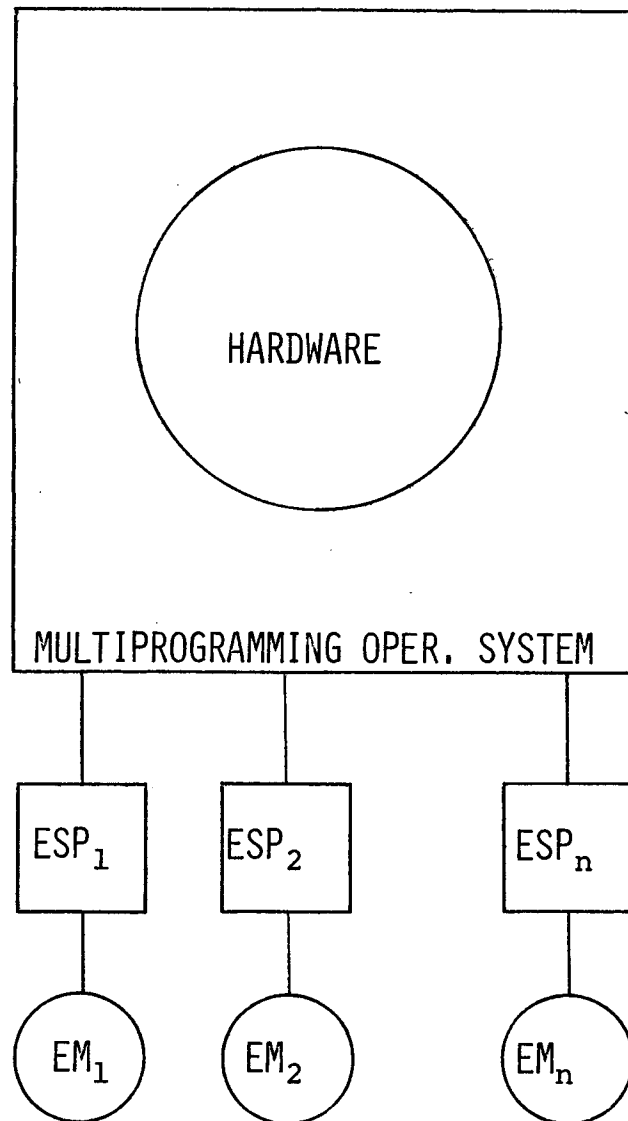 HARDWARE
MULTIPROGRAMMING OPER. SYSTEM
ESP₁ ESP₂ ESPₙ
EM₁ EM₂ EMₙ